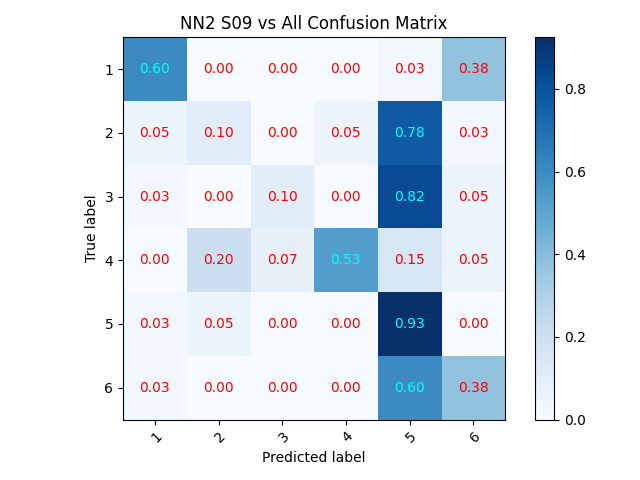 NN2 S09 vs All Confusion Matrix
True label
1 0.60 0.00 0.00 0.00 0.03 0.38
2 0.05 0.10 0.00 0.05 0.78 0.03
3 0.03 0.00 0.10 0.00 0.82 0.05
4 0.00 0.20 0.07 0.53 0.15 0.05
5 0.03 0.05 0.00 0.00 0.93 0.00
6 0.03 0.00 0.00 0.00 0.60 0.38
1 2 3 4 5 6
Predicted label
0.8
0.6
0.4
0.2
0.0